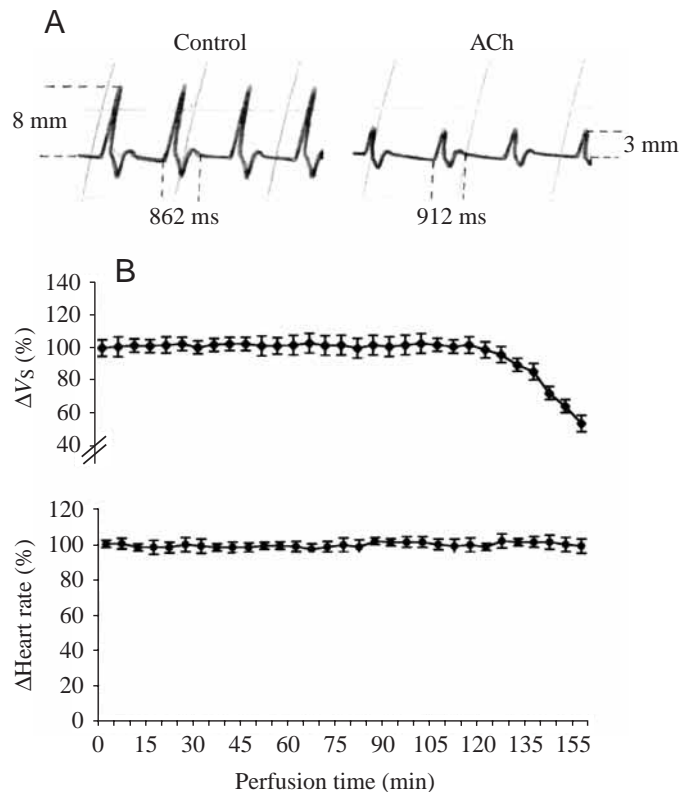 A
Control
ACh
8 mm
3 mm
862 ms
912 ms
B
140
120
100
80
60
40
ΔVS (%)
120
100
80
60
40
20
0
ΔHeart rate (%)
0 15 30 45 60 75 90 105 120 135 155
Perfusion time (min)